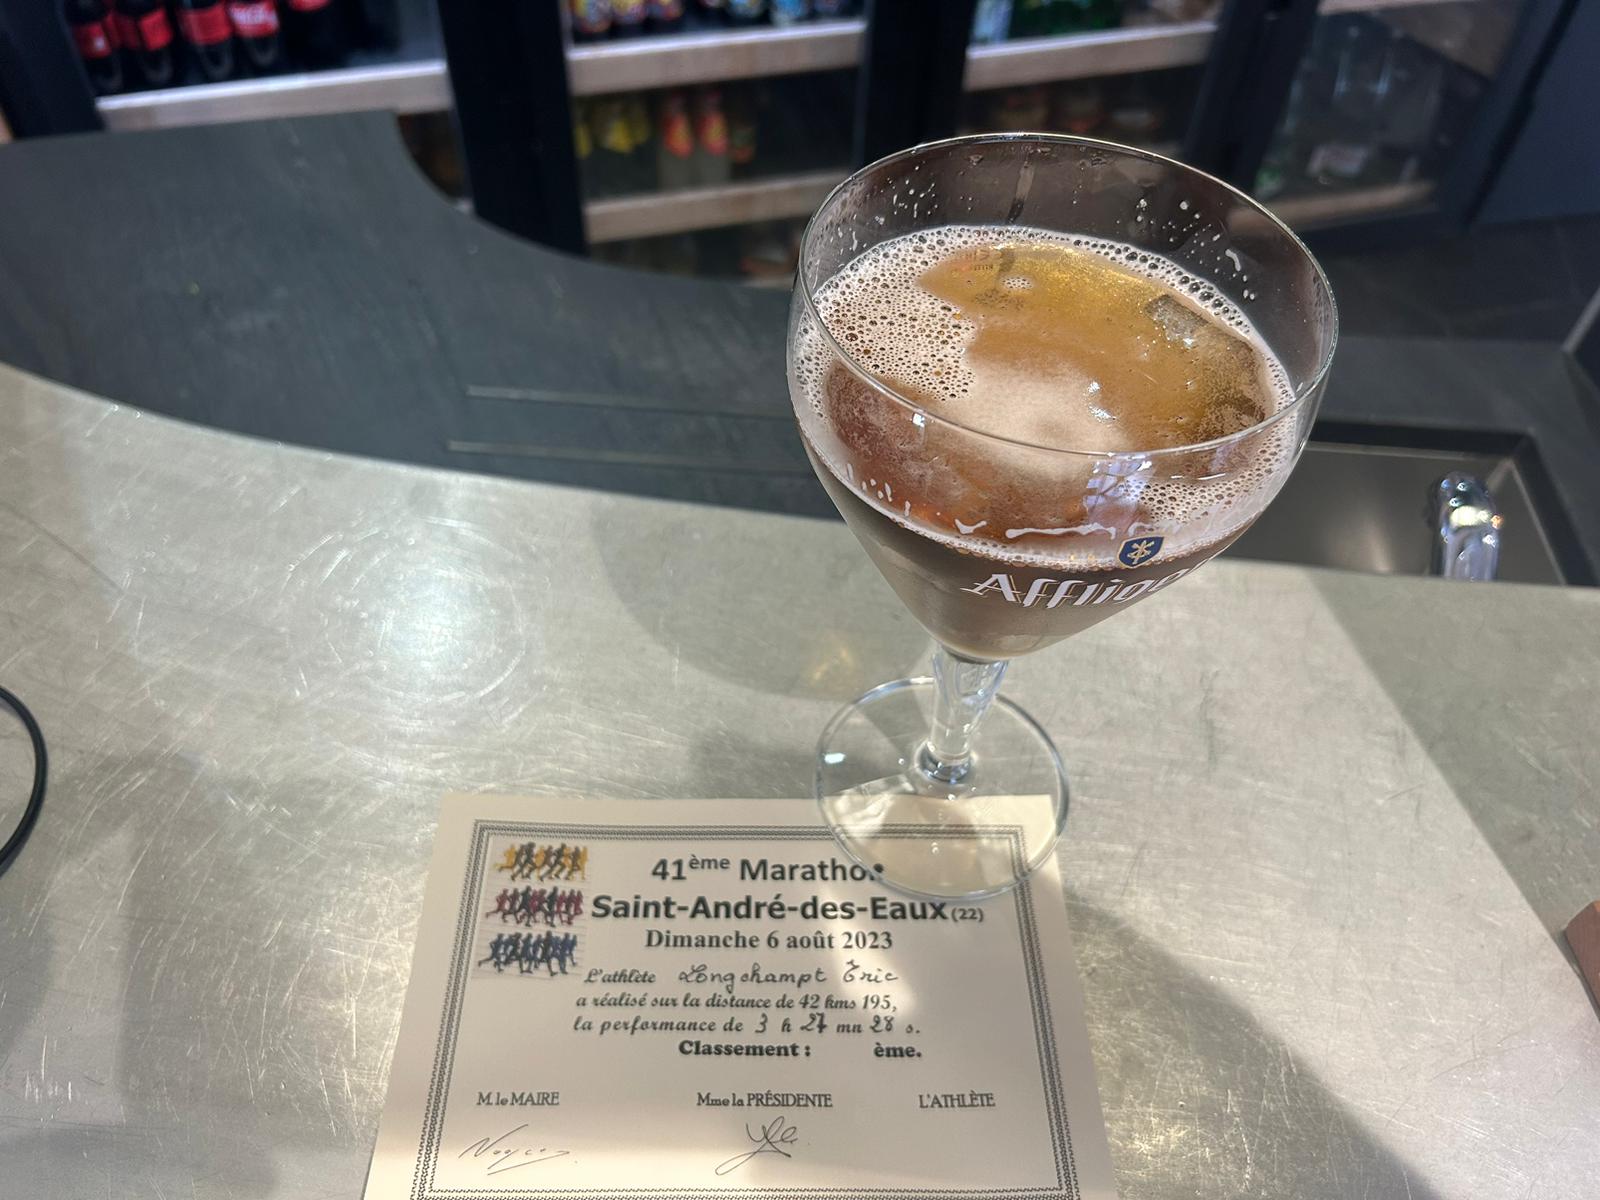 Affligem
41ème Marathon
Saint-André-des-Eaux (22)
Dimanche 6 août 2023
L'athlète Longchampt Eric
a réalisé sur la distance de 42 kms 195,
la performance de 3 h 27 mn 28 s.
Classement : ème.
M. le MAIRE Mme la PRÉSIDENTE L'ATHLÈTE